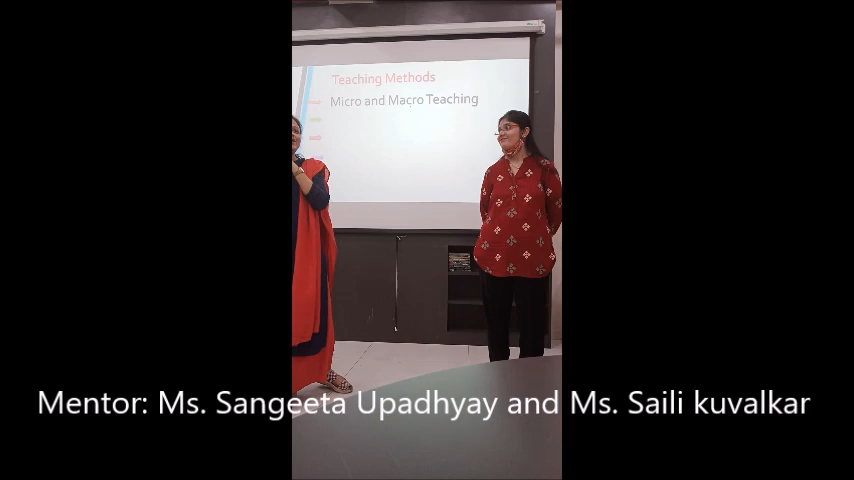 Teaching Methods
Micro and Macro Teaching
Mentor: Ms. Sangeeta Upadhyay and Ms. Saili kuvalkar